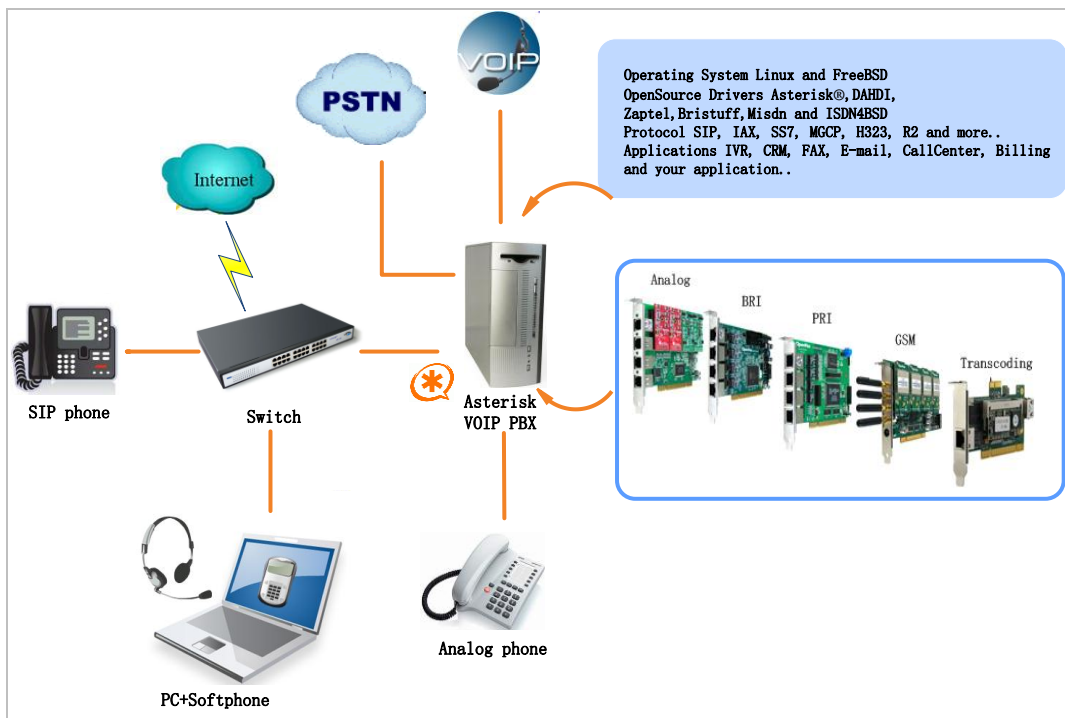 VOIP
PSTN
Operating System Linux and FreeBSD
OpenSource Drivers Asterisk®,DAHDI,
Zaptel,Bristuff,Misdn and ISDN4BSD
Protocol SIP, IAX, SS7, MGCP, H323, R2 and more..
Applications IVR, CRM, FAX, E-mail, CallCenter, Billing
and your application..
Internet
Analog
BRI
PRI
GSM
Transcoding
SIP phone
Switch
Asterisk
VOIP PBX
Analog phone
PC+Softphone